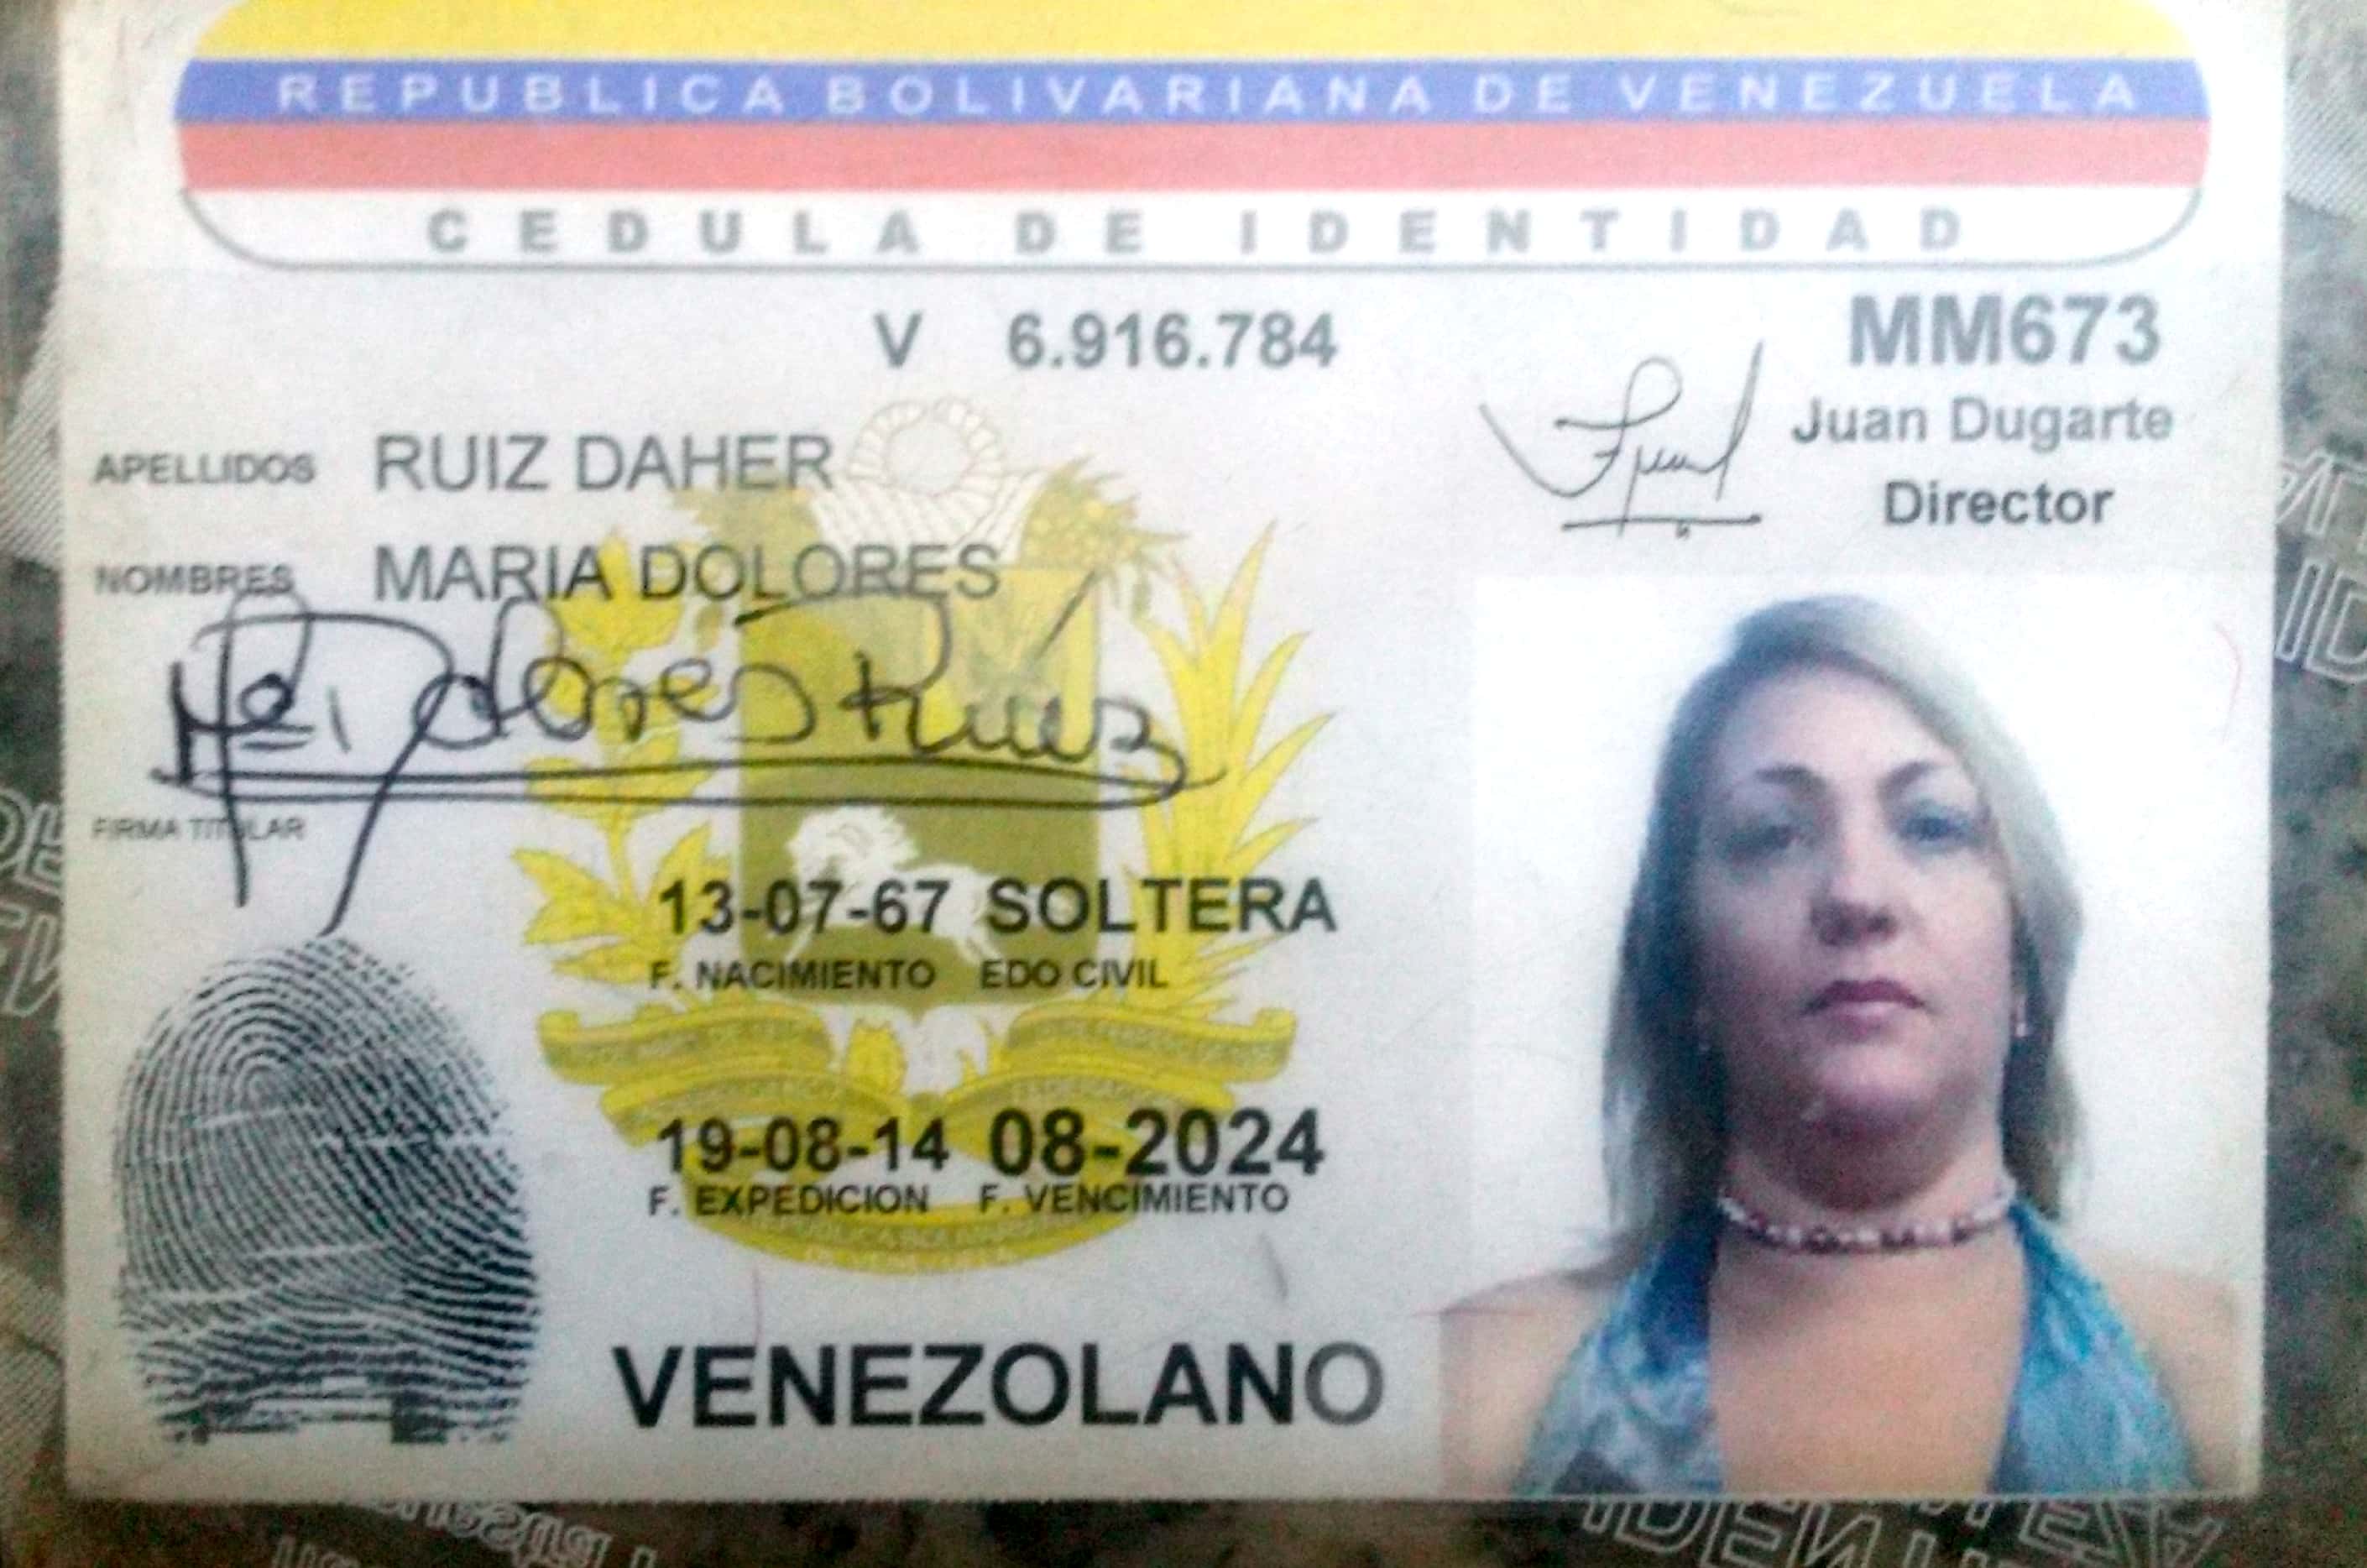 REPUBLICA BOLIVARIANA DE VENEZUELA
CEDULA DE IDENTIDAD
V 6.916.784
MM673
Juan Dugarte
Director
APELLIDOS RUIZ DAHER
NOMBRES MARIA DOLORES
Ma. Dolores Ruiz
FIRMA TITULAR
13-07-67 SOLTERA
F. NACIMIENTO EDO CIVIL
19-08-14 08-2024
F. EXPEDICION F. VENCIMIENTO
VENEZOLANO